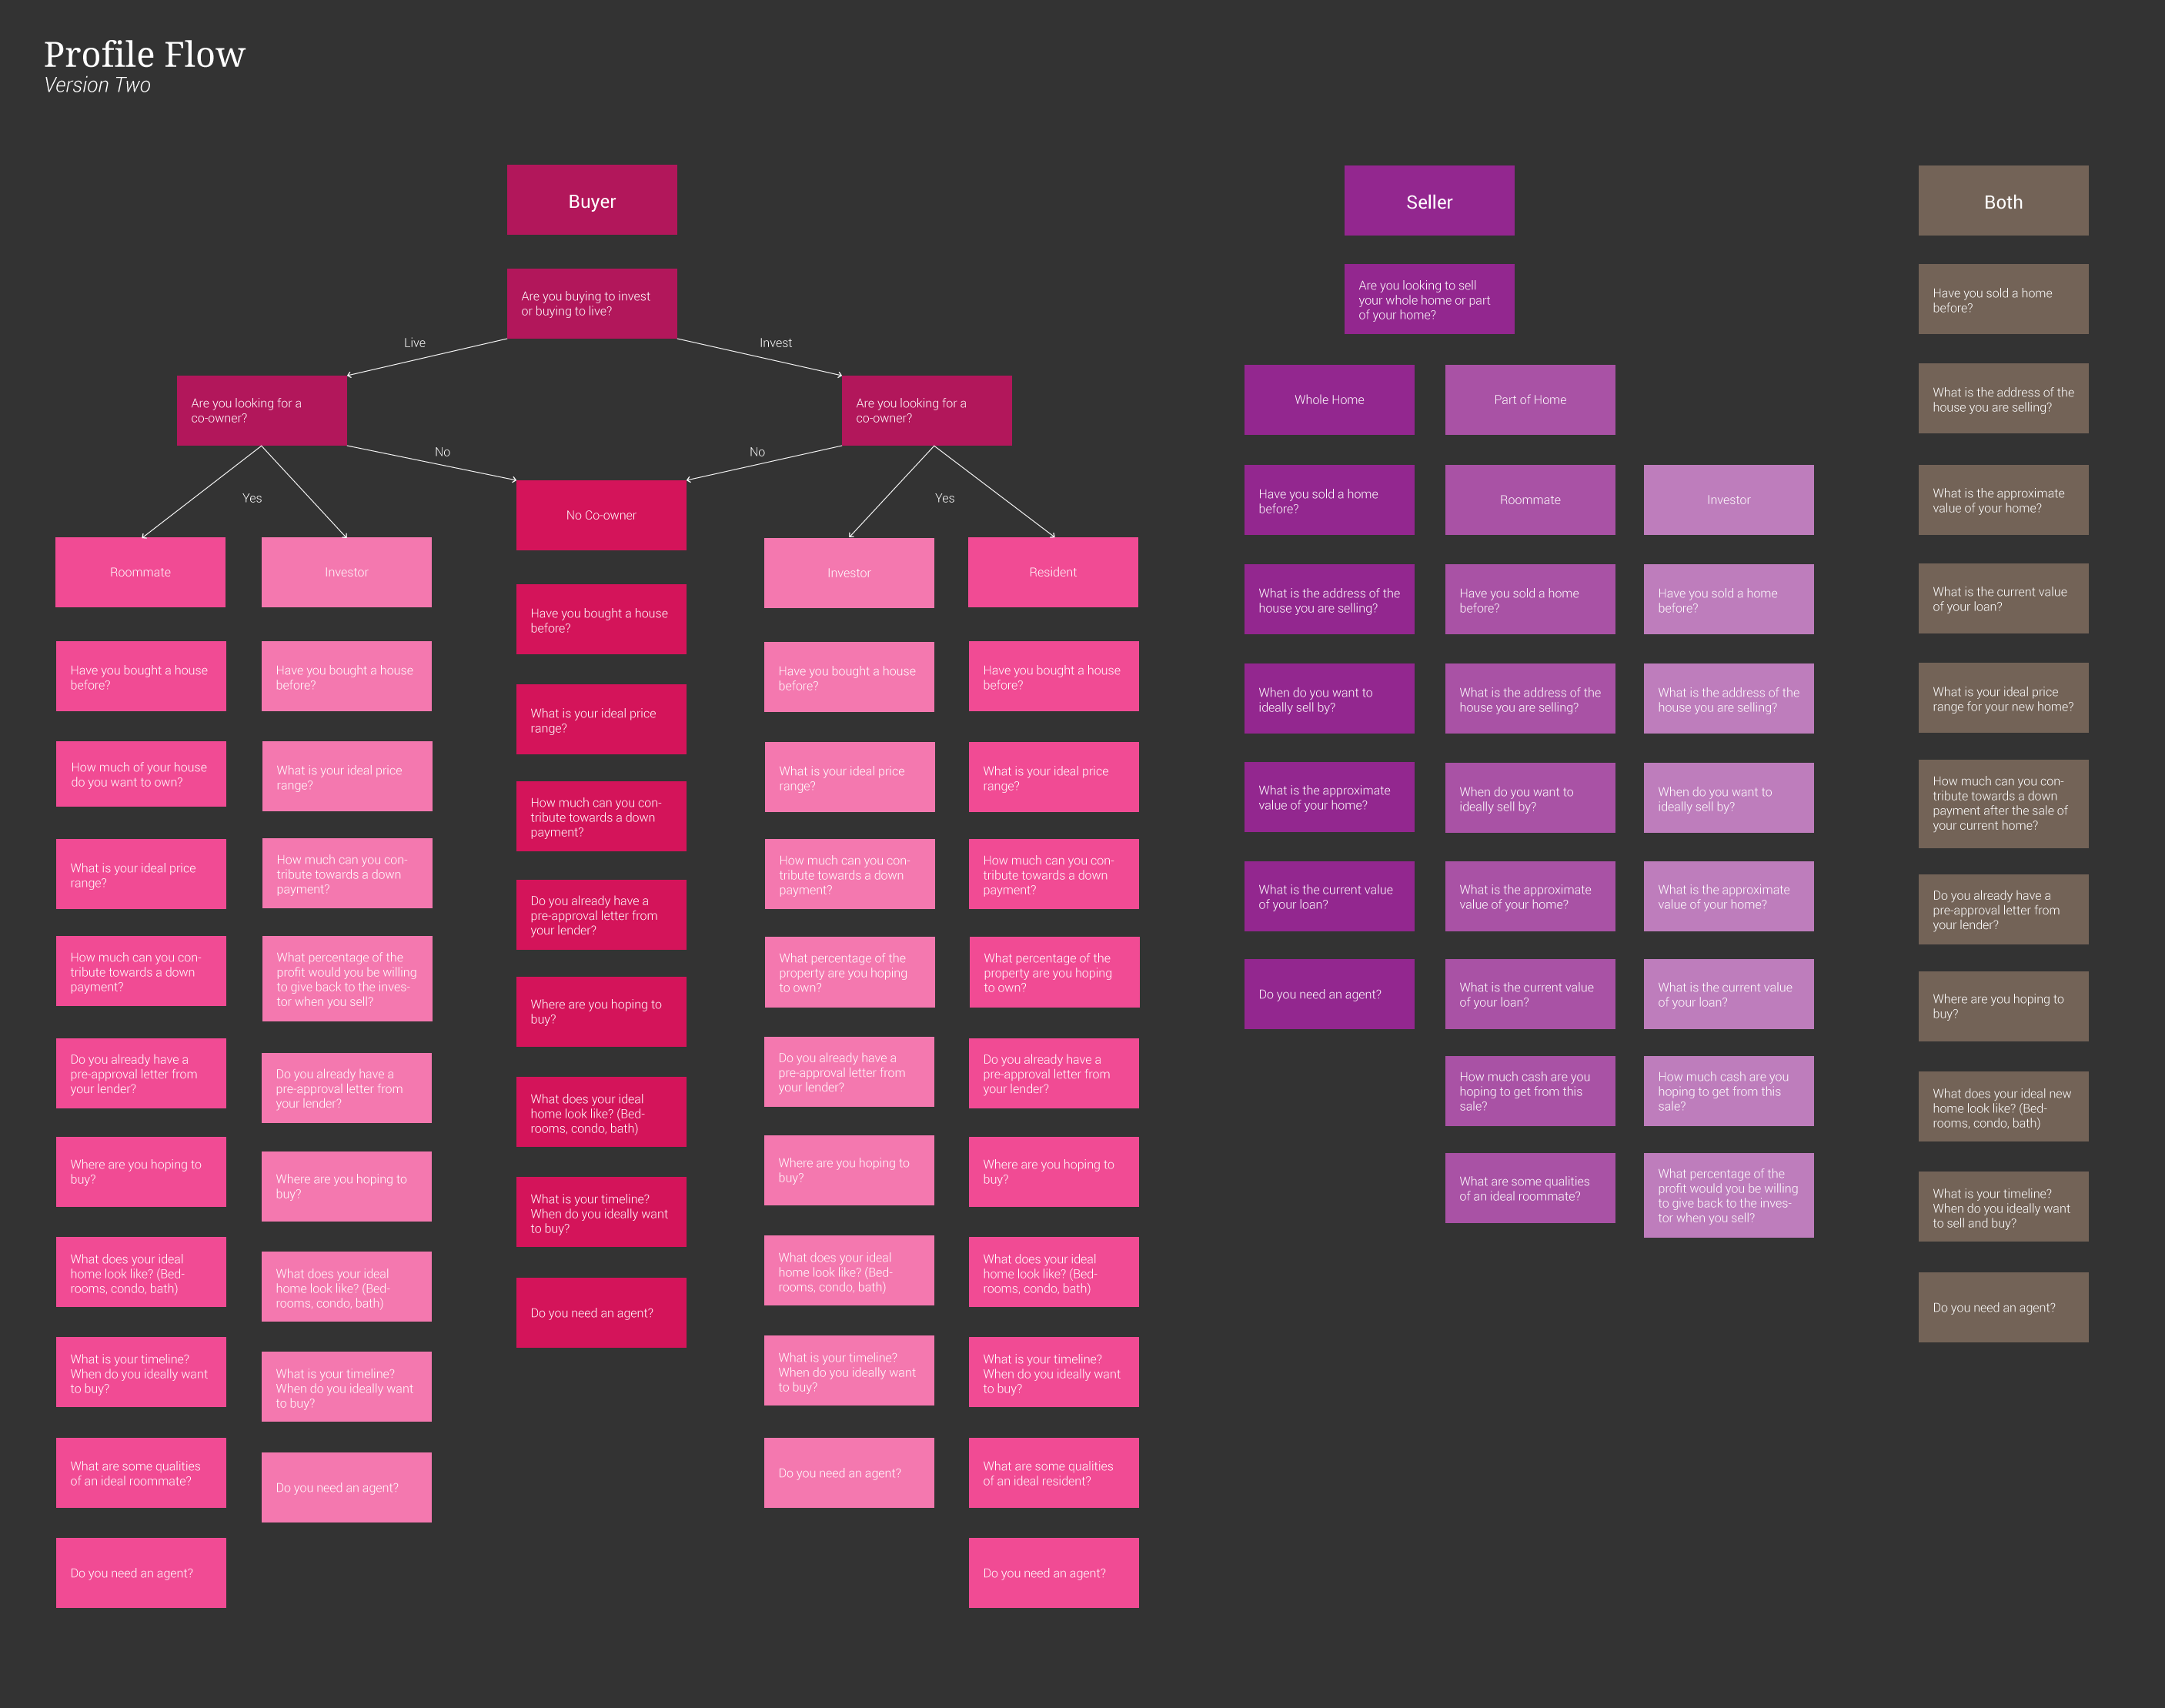 Profile Flow
Version Two
Buyer
Are you buying to invest
or buying to live?
Live
Invest
Are you looking for a
co-owner?
Are you looking for a
co-owner?
No
No
Yes
Yes
Roommate
Have you bought a house
before?
How much of your house
do you want to own?
What is your ideal price
range?
How much can you con-
tribute towards a down
payment?
Do you already have a
pre-approval letter from
your lender?
Where are you hoping to
buy?
What does your ideal
home look like? (Bed-
rooms, condo, bath)
What is your timeline?
When do you ideally want
to buy?
What are some qualities
of an ideal roommate?
Do you need an agent?
Investor
Have you bought a house
before?
What is your ideal price
range?
How much can you con-
tribute towards a down
payment?
What percentage of the
profit would you be willing
to give back to the inves-
tor when you sell?
Do you already have a
pre-approval letter from
your lender?
Where are you hoping to
buy?
What does your ideal
home look like? (Bed-
rooms, condo, bath)
What is your timeline?
When do you ideally want
to buy?
Do you need an agent?
No Co-owner
Have you bought a house
before?
What is your ideal price
range?
How much can you con-
tribute towards a down
payment?
Do you already have a
pre-approval letter from
your lender?
Where are you hoping to
buy?
What does your ideal
home look like? (Bed-
rooms, condo, bath)
What is your timeline?
When do you ideally want
to buy?
Do you need an agent?
Investor
Have you bought a house
before?
What is your ideal price
range?
How much can you con-
tribute towards a down
payment?
What percentage of the
property are you hoping
to own?
Do you already have a
pre-approval letter from
your lender?
Where are you hoping to
buy?
What does your ideal
home look like? (Bed-
rooms, condo, bath)
What is your timeline?
When do you ideally want
to buy?
Do you need an agent?
Resident
Have you bought a house
before?
What is your ideal price
range?
How much can you con-
tribute towards a down
payment?
What percentage of the
property are you hoping
to own?
Do you already have a
pre-approval letter from
your lender?
Where are you hoping to
buy?
What does your ideal
home look like? (Bed-
rooms, condo, bath)
What is your timeline?
When do you ideally want
to buy?
What are some qualities
of an ideal resident?
Do you need an agent?
Seller
Are you looking to sell
your whole home or part
of your home?
Whole Home
Have you sold a home
before?
What is the address of the
house you are selling?
When do you want to
ideally sell by?
What is the approximate
value of your home?
What is the current value
of your loan?
Do you need an agent?
Part of Home
Roommate
Have you sold a home
before?
What is the address of the
house you are selling?
When do you want to
ideally sell by?
What is the approximate
value of your home?
What is the current value
of your loan?
How much cash are you
hoping to get from this
sale?
What are some qualities
of an ideal roommate?
Investor
Have you sold a home
before?
What is the address of the
house you are selling?
When do you want to
ideally sell by?
What is the approximate
value of your home?
What is the current value
of your loan?
How much cash are you
hoping to get from this
sale?
What percentage of the
profit would you be willing
to give back to the inves-
tor when you sell?
Both
Have you sold a home
before?
What is the address of the
house you are selling?
What is the approximate
value of your home?
What is the current value
of your loan?
What is your ideal price
range for your new home?
How much can you con-
tribute towards a down
payment after the sale of
your current home?
Do you already have a
pre-approval letter from
your lender?
Where are you hoping to
buy?
What does your ideal new
home look like? (Bed-
rooms, condo, bath)
What is your timeline?
When do you ideally want
to sell and buy?
Do you need an agent?